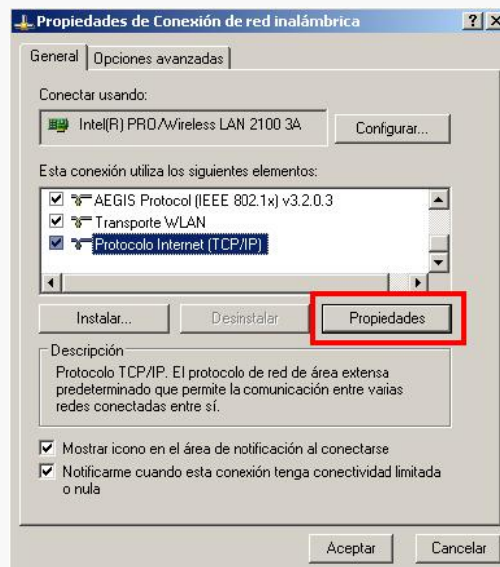 Propiedades de Conexión de red inalámbrica
General
Opciones avanzadas
Conectar usando:
Intel(R) PRO/Wireless LAN 2100 3A
Configurar...
Esta conexión utiliza los siguientes elementos:
AEGIS Protocol (IEEE 802.1x) v3.2.0.3
Transporte WLAN
Protocolo Internet (TCP/IP)
Instalar...
Desinstalar
Propiedades
Descripción
Protocolo TCP/IP. El protocolo de red de área extensa
predeterminado que permite la comunicación entre varias
redes conectadas entre sí.
Mostrar icono en el área de notificación al conectarse
Notificarme cuando esta conexión tenga conectividad limitada
o nula
Aceptar
Cancelar